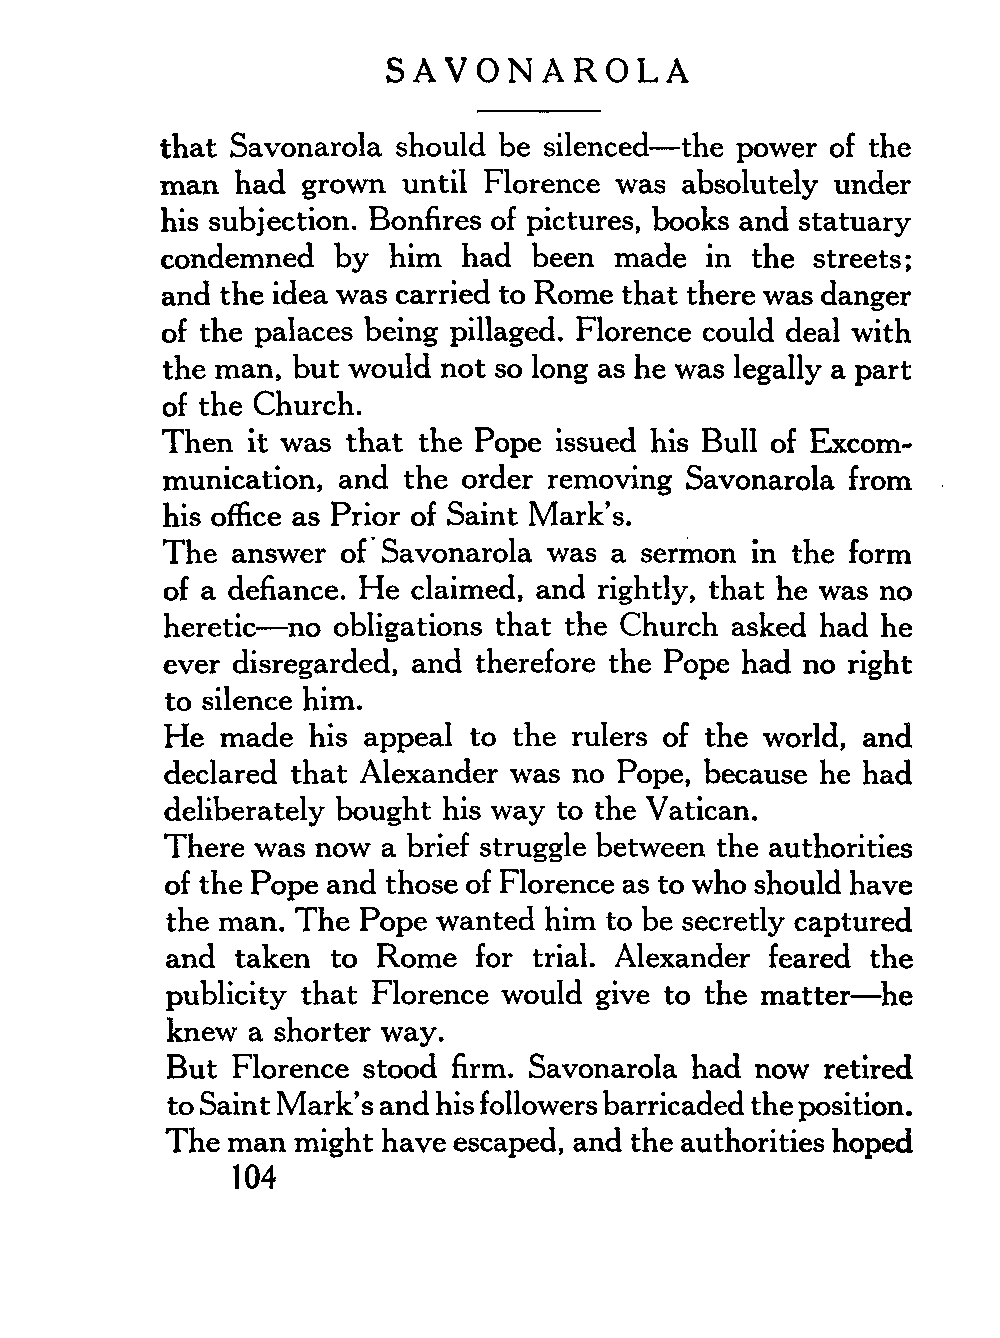 SAVONAROLA
that Savonarola should be silenced—the power of the
man had grown until Florence was absolutely under
his subjection. Bonfires of pictures, books and statuary
condemned by him had been made in the streets;
and the idea was carried to Rome that there was danger
of the palaces being pillaged. Florence could deal with
the man, but would not so long as he was legally a part
of the Church.
Then it was that the Pope issued his Bull of Excom-
munication, and the order removing Savonarola from
his office as Prior of Saint Mark's.
The answer of Savonarola was a sermon in the form
of a defiance. He claimed, and rightly, that he was no
heretic—no obligations that the Church asked had he
ever disregarded, and therefore the Pope had no right
to silence him.
He made his appeal to the rulers of the world, and
declared that Alexander was no Pope, because he had
deliberately bought his way to the Vatican.
There was now a brief struggle between the authorities
of the Pope and those of Florence as to who should have
the man. The Pope wanted him to be secretly captured
and taken to Rome for trial. Alexander feared the
publicity that Florence would give to the matter—he
knew a shorter way.
But Florence stood firm. Savonarola had now retired
to Saint Mark's and his followers barricaded the position.
The man might have escaped, and the authorities hoped
104